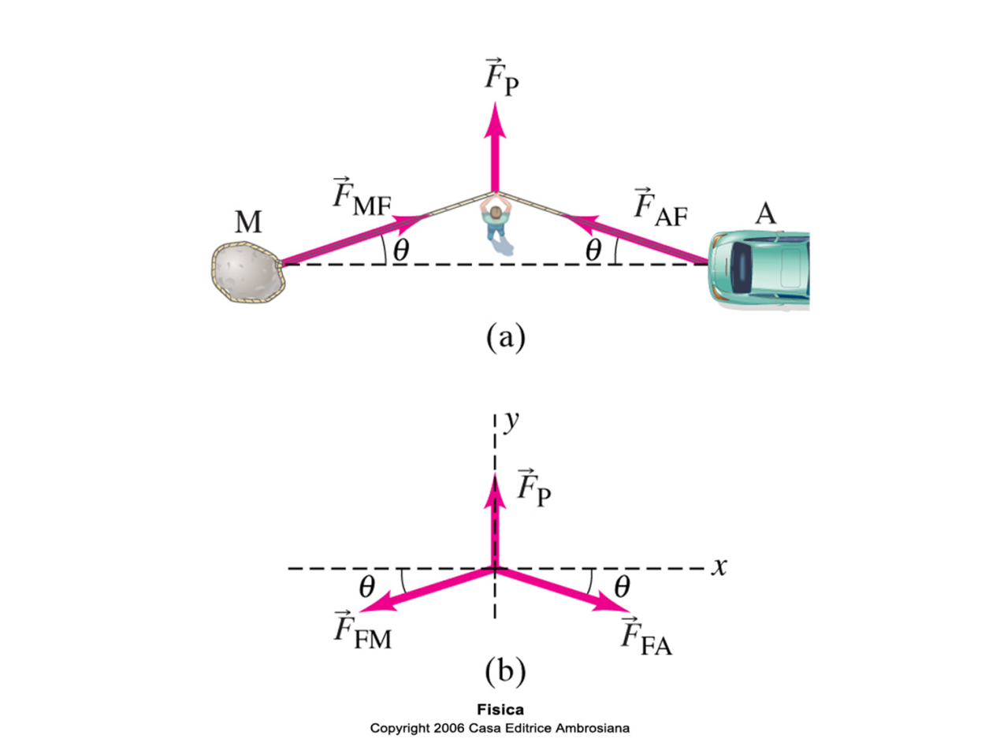 F⃗P
F⃗MF
F⃗AF
M
A
θ
θ
(a)
y
F⃗P
x
θ
θ
F⃗FM
F⃗FA
(b)
Fisica
Copyright 2006 Casa Editrice Ambrosiana